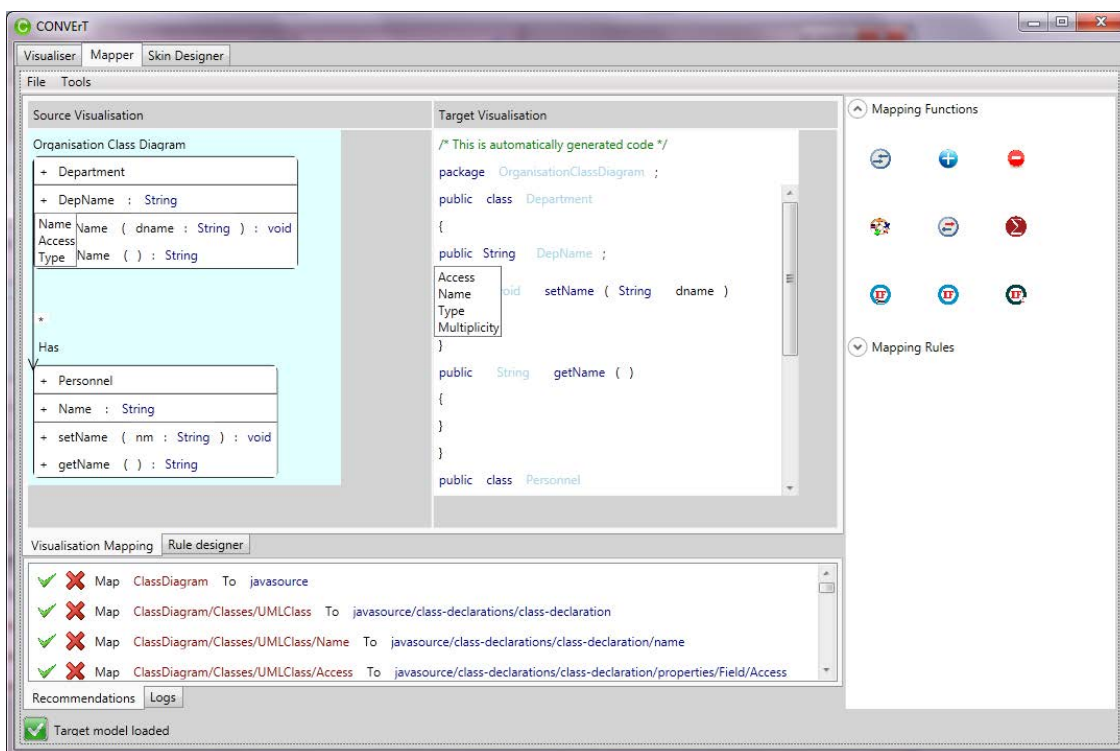 CONVErT
Visualiser Mapper Skin Designer
File Tools
Source Visualisation
Organisation Class Diagram
+ Department
+ DepName : String
Name
Access
Type
Name ( dname : String ) : void
Name ( ) : String
*
Has
+ Personnel
+ Name : String
+ setName ( nm : String ) : void
+ getName ( ) : String
Target Visualisation
/* This is automatically generated code */
package OrganisationClassDiagram ;
public class Department
{
public String DepName ;
Access
Name
Type
Multiplicity
setName ( String dname )
}
public String getName ( )
{
}
}
public class Personnel
Mapping Functions
IF IF IF
Mapping Rules
Visualisation Mapping Rule designer
Map ClassDiagram To javasource
Map ClassDiagram/Classes/UMLClass To javasource/class-declarations/class-declaration
Map ClassDiagram/Classes/UMLClass/Name To javasource/class-declarations/class-declaration/name
Map ClassDiagram/Classes/UMLClass/Access To javasource/class-declarations/class-declaration/properties/Field/Access
Recommendations Logs
Target model loaded